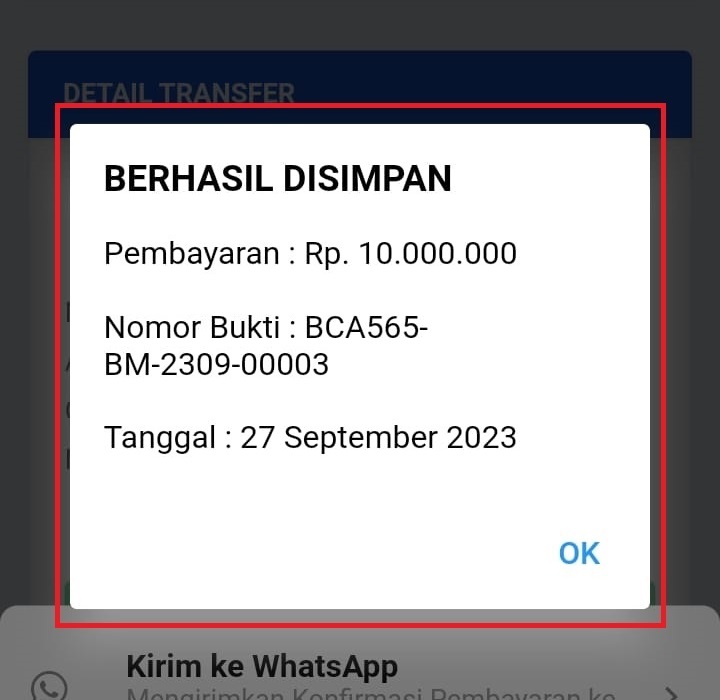 DETAIL TRANSFER
BERHASIL DISIMPAN
Pembayaran : Rp. 10.000.000
Nomor Bukti : BCA565-
BM-2309-00003
Tanggal : 27 September 2023
OK
Kirim ke WhatsApp
Mengirimkan Konfirmasi Pembayaran ke